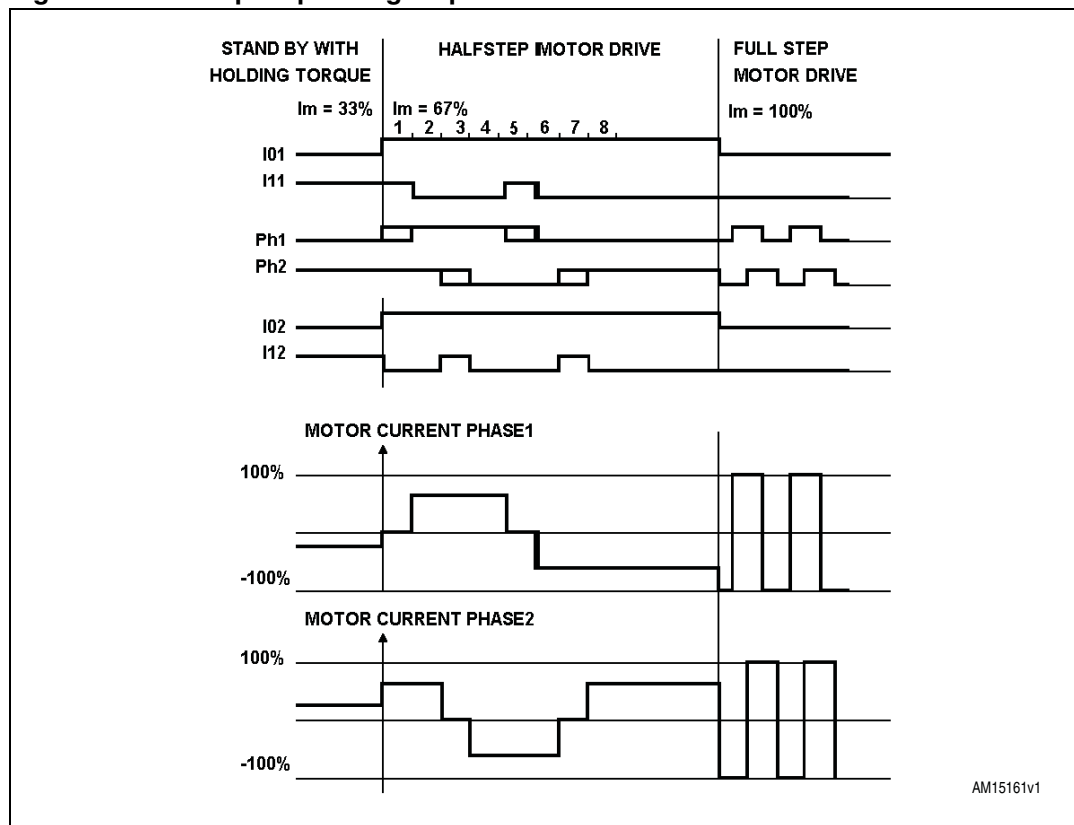 STAND BY WITH
HOLDING TORQUE
HALFSTEP MOTOR DRIVE
FULL STEP
MOTOR DRIVE
Im = 33%
Im = 67%
Im = 100%
1 2 3 4 5 6 7 8
I01
I11
Ph1
Ph2
I02
I12
MOTOR CURRENT PHASE1
100%
-100%
MOTOR CURRENT PHASE2
100%
-100%
AM15161v1